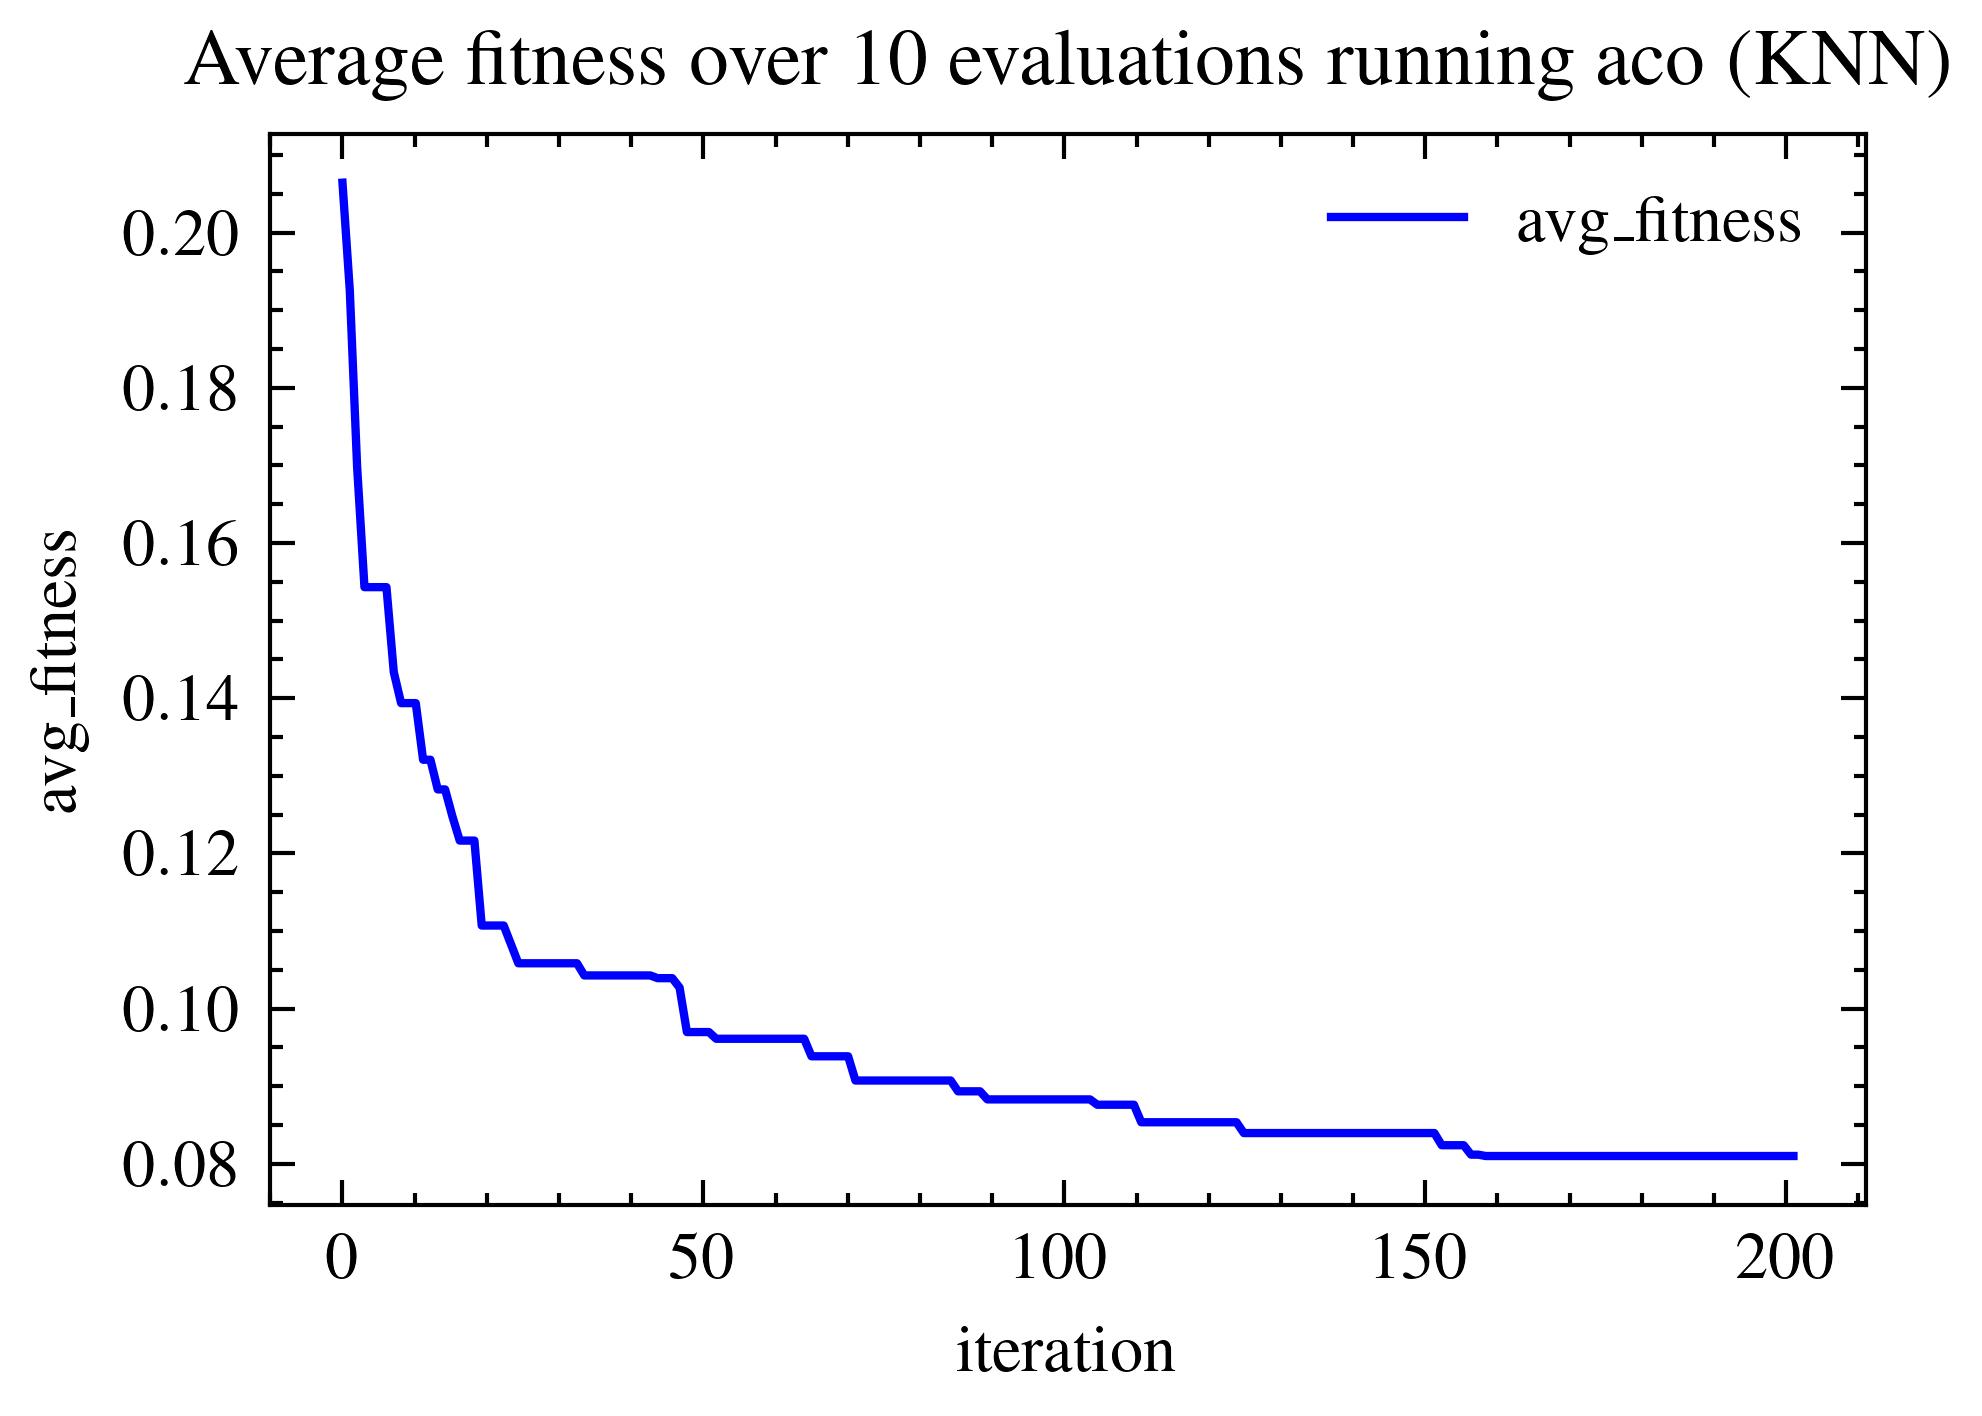 Average fitness over 10 evaluations running aco (KNN)
avg_fitness
0.20
0.18
0.16
0.14
0.12
0.10
0.08
avg_fitness
0 50 100 150 200
iteration